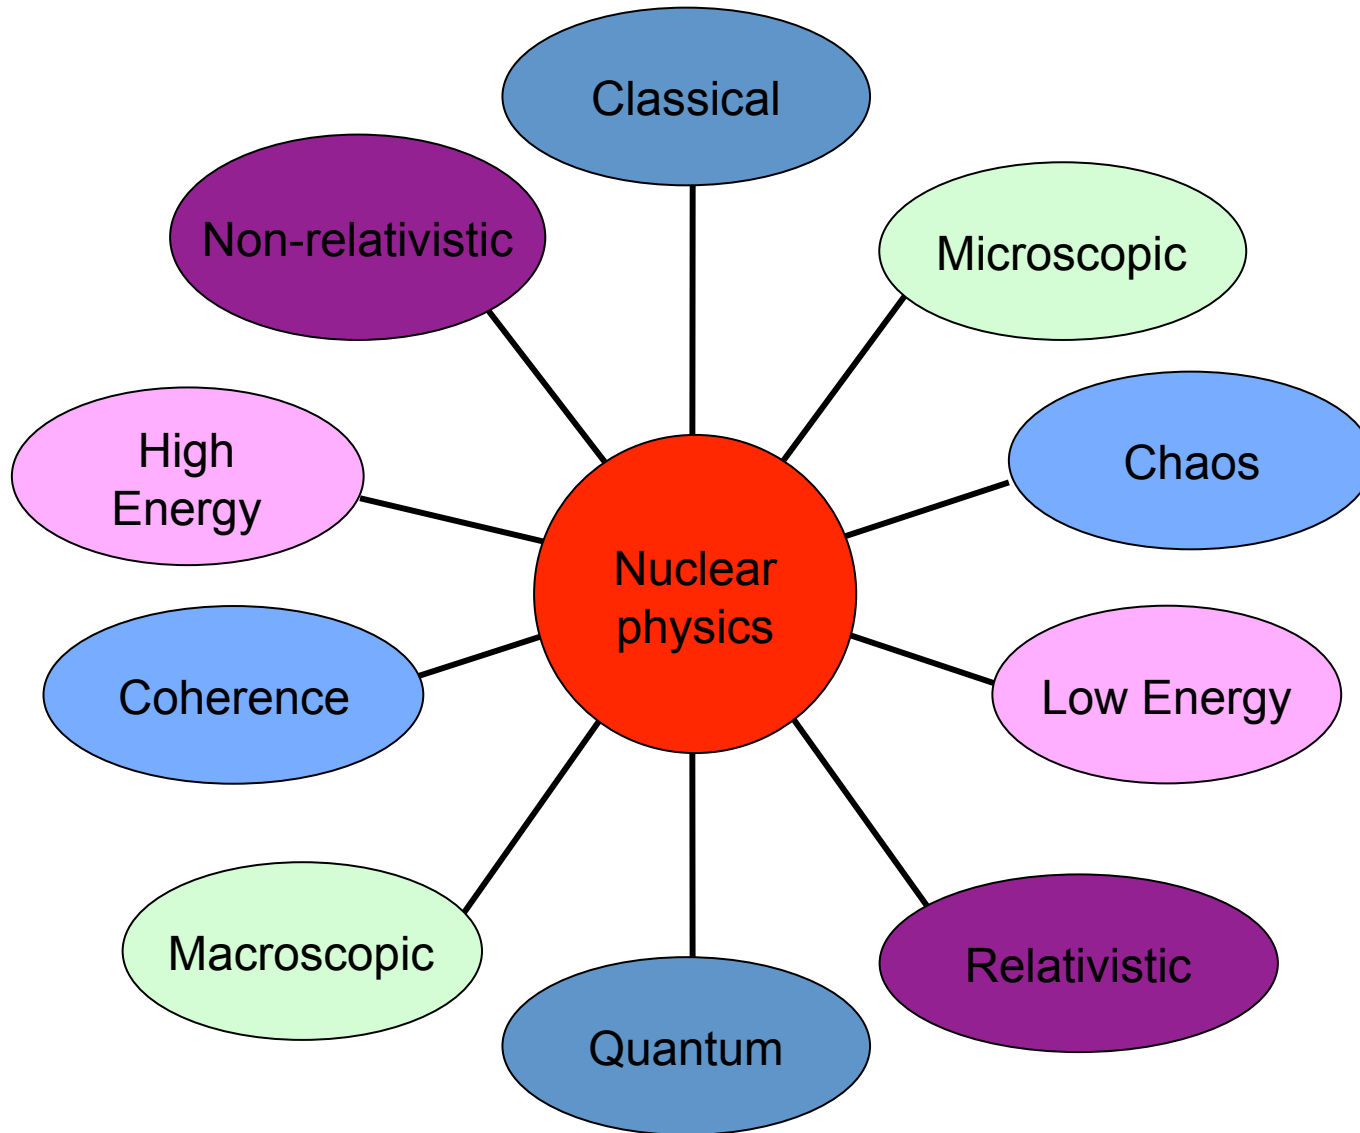 Classical
Non-relativistic
Microscopic
High
Energy
Chaos
Nuclear
physics
Coherence
Low Energy
Macroscopic
Relativistic
Quantum